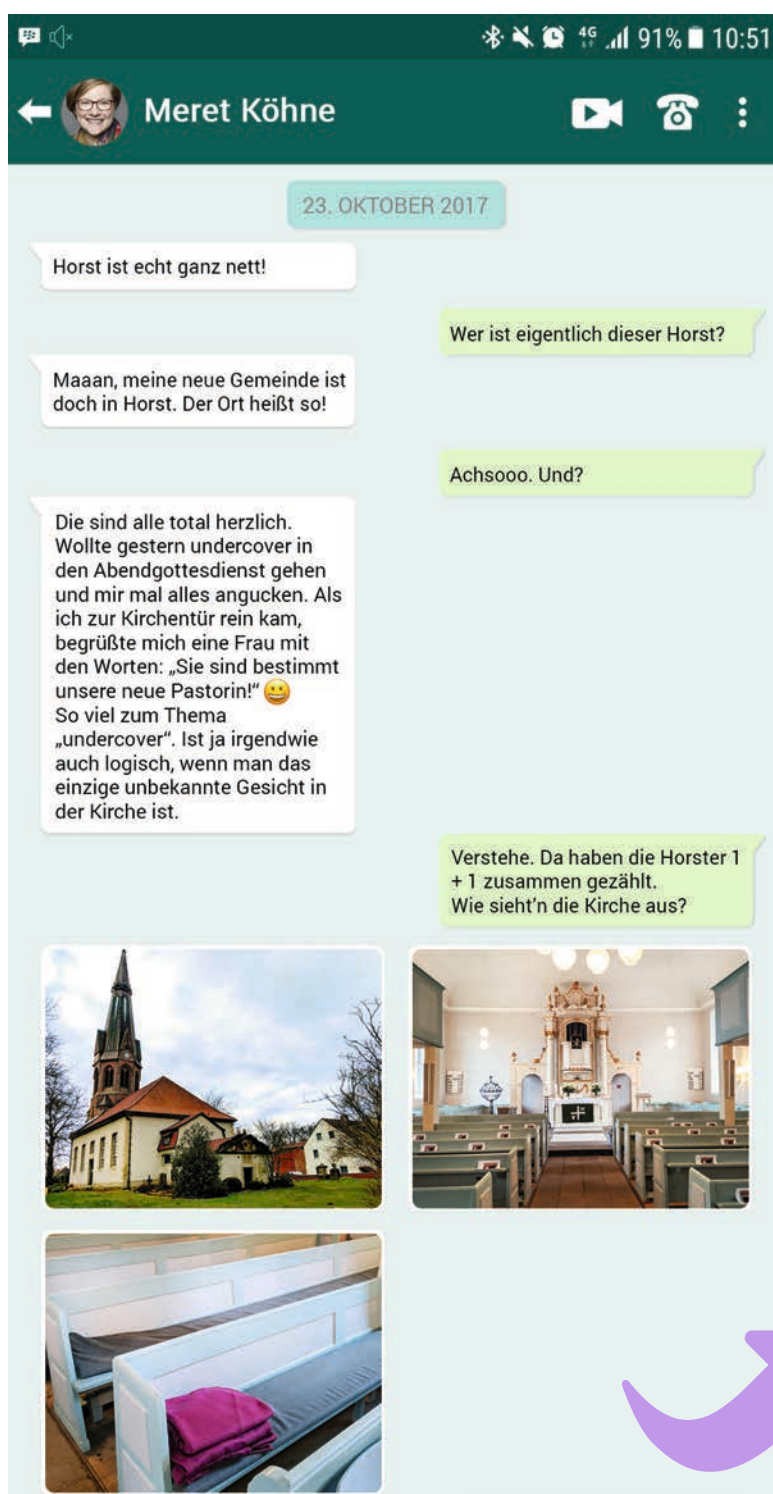 4G 91% 10:51
Meret Köhne
23. OKTOBER 2017
Horst ist echt ganz nett!
Wer ist eigentlich dieser Horst?
Maaan, meine neue Gemeinde ist
doch in Horst. Der Ort heißt so!
Achsooo. Und?
Die sind alle total herzlich.
Wollte gestern undercover in
den Abendgottesdienst gehen
und mir mal alles angucken. Als
ich zur Kirchentür rein kam,
begrüßte mich eine Frau mit
den Worten: „Sie sind bestimmt
unsere neue Pastorin!“ 😀
So viel zum Thema
„undercover“. Ist ja irgendwie
auch logisch, wenn man das
einzige unbekannte Gesicht in
der Kirche ist.
Verstehe. Da haben die Horster 1
+ 1 zusammen gezählt.
Wie sieht’n die Kirche aus?